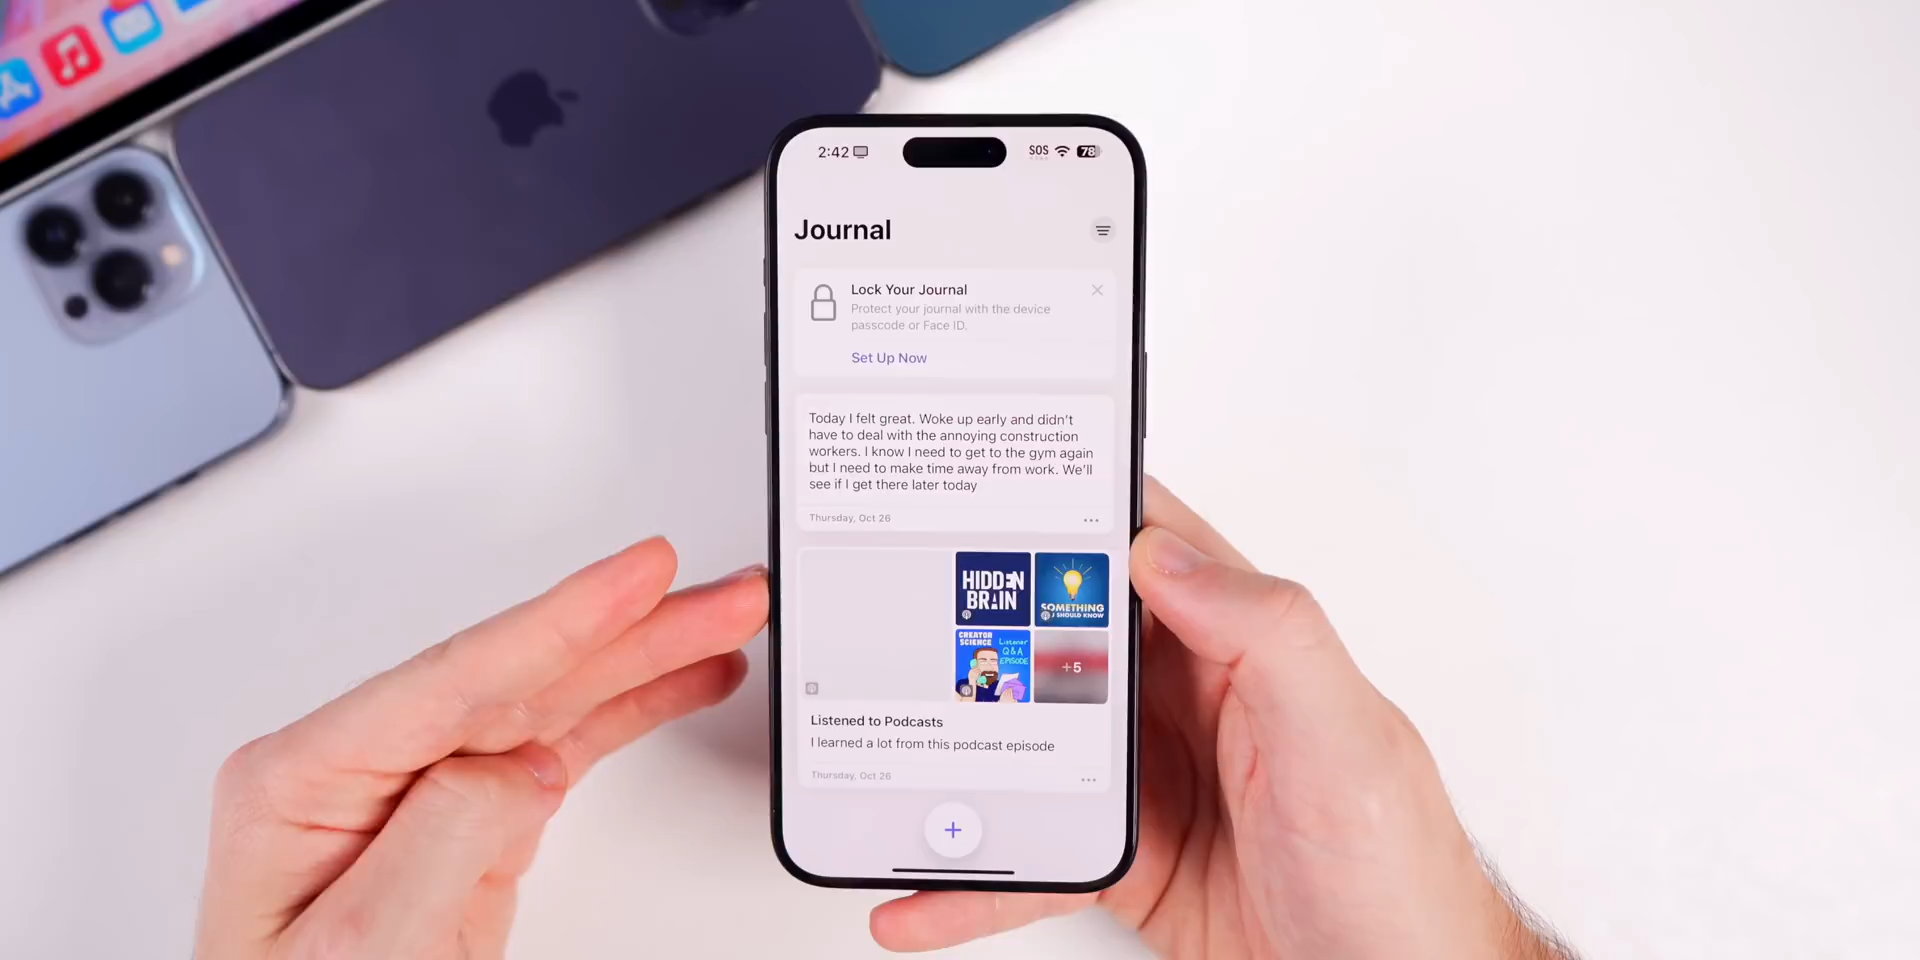 2:42
SOS
78
Journal
Lock Your Journal
Protect your journal with the device
passcode or Face ID.
Set Up Now
Today I felt great. Woke up early and didn't
have to deal with the annoying construction
workers. I know I need to get to the gym again
but I need to make time away from work. We'll
see if I get there later today
Thursday, Oct 26
HIDDEN
BRAIN
SOMETHING
SHOULD KNOW
CREATOR
SCIENCE
Listener
Q&A
EPISODE
+5
Listened to Podcasts
I learned a lot from this podcast episode
Thursday, Oct 26